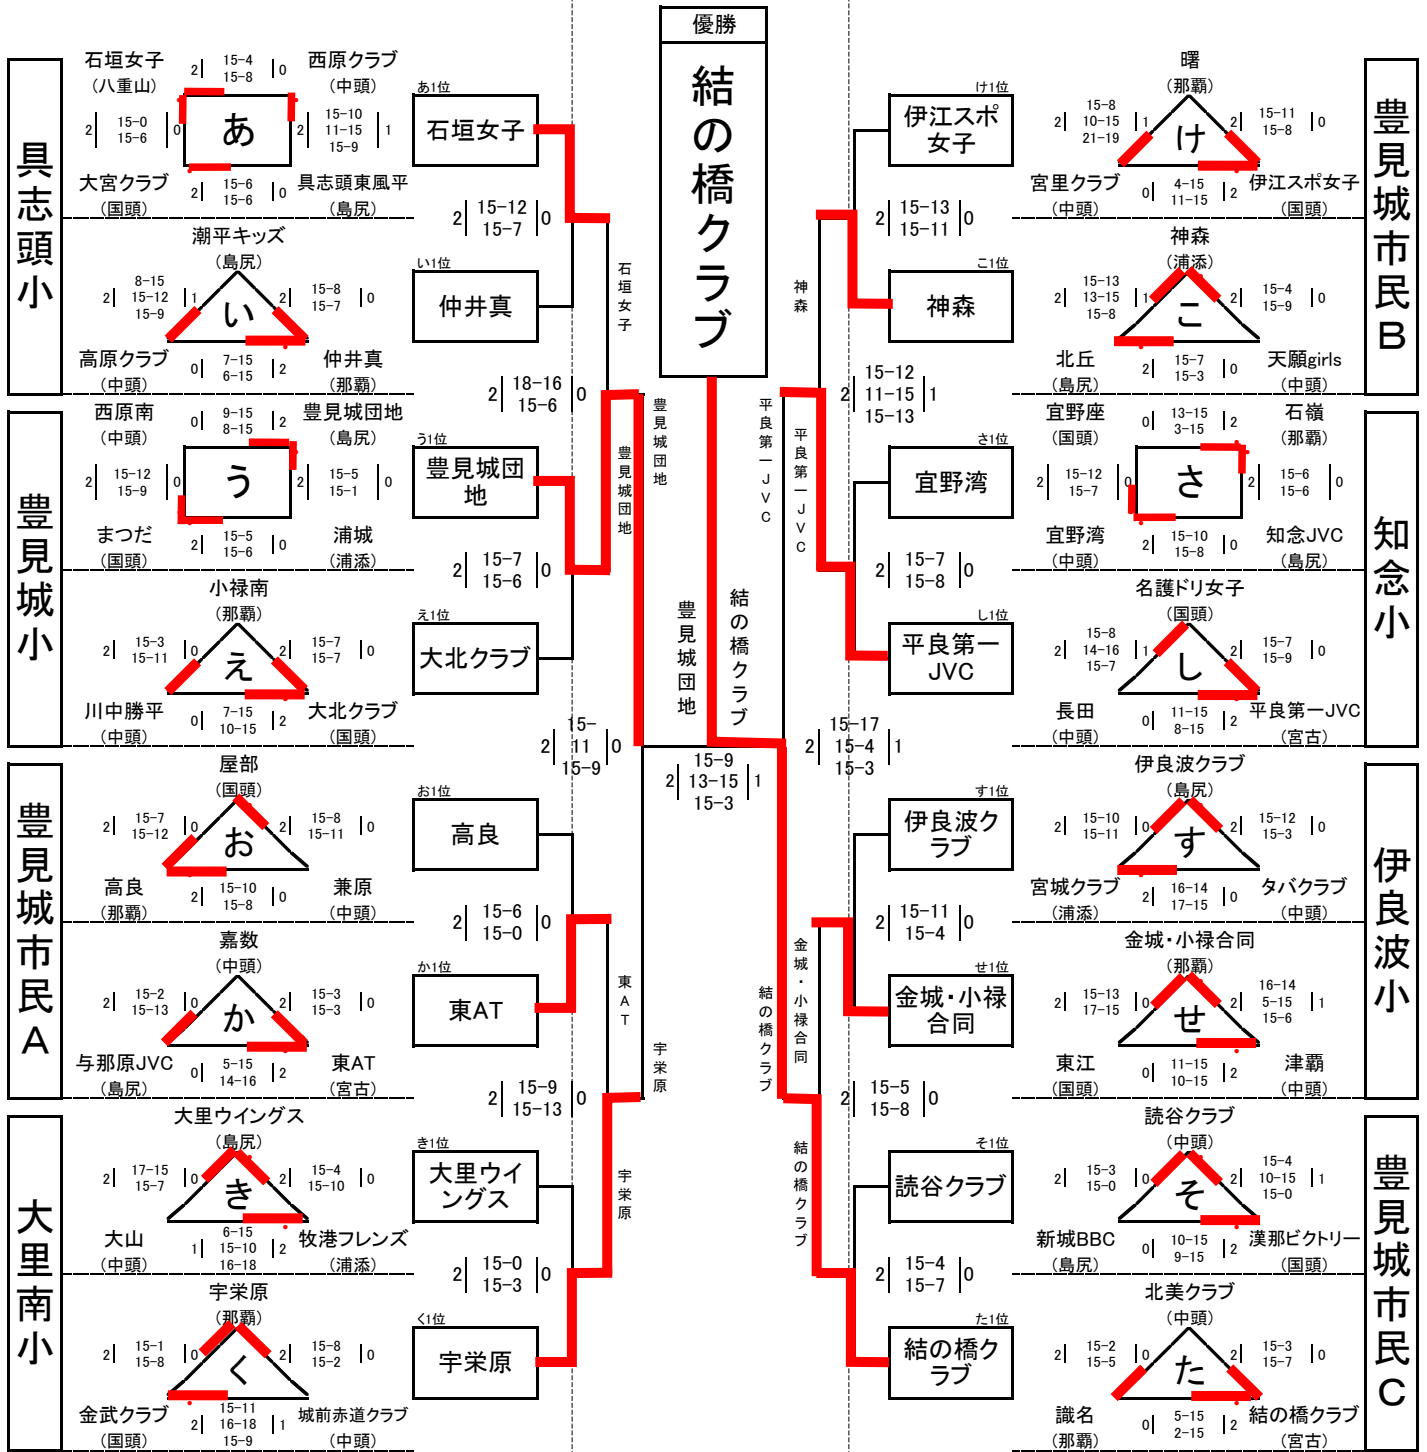 優勝
結の橋クラブ
具志頭小
石垣女子
(八重山)
2 15-4 0
15-8
西原クラブ
(中頭)
2 15-0 0
15-6
あ
2 15-10 1
11-15
15-9
大宮クラブ
(国頭)
2 15-6 0
15-6
具志頭東風平
(島尻)
潮平キッズ
(島尻)
2 8-15 1
15-12
15-9
い
2 15-8 0
15-7
高原クラブ
(中頭)
0 7-15 2
6-15
仲井真
(那覇)
豊見城小
西原南
(中頭)
0 9-15 2
8-15
豊見城団地
(島尻)
2 15-12 0
15-9
う
2 15-5 0
15-1
まつだ
(国頭)
2 15-5 0
15-6
浦城
(浦添)
小禄南
(那覇)
2 15-3 0
15-11
え
2 15-7 0
15-7
川中勝平
(中頭)
0 7-15 2
10-15
大北クラブ
(国頭)
豊見城市民A
屋部
(国頭)
2 15-7 0
15-12
お
2 15-8 0
15-11
高良
(那覇)
2 15-10 0
15-8
兼原
(中頭)
嘉数
(中頭)
2 15-2 0
15-13
か
2 15-3 0
15-3
与那原JVC
(島尻)
0 5-15 2
14-16
東AT
(宮古)
大里南小
大里ウイングス
(島尻)
2 17-15 0
15-7
き
2 15-4 0
15-10
大山
(中頭)
1 6-15 2
15-10
16-18
牧港フレンズ
(浦添)
宇栄原
(那覇)
2 15-1 0
15-8
く
2 15-8 0
15-2
金武クラブ
(国頭)
2 15-11 1
16-18
15-9
城前赤道クラブ
(中頭)
あ1位
石垣女子
2 15-12 0
15-7
い1位
仲井真
石垣女子
2 18-16 0
15-6
う1位
豊見城団
地
豊見城団地
豊見城団地
2 15-7 0
15-6
え1位
大北クラブ
2 15- 0
11
15-9
豊見城団地
結の橋クラブ
2 15-9 1
13-15
15-3
お1位
高良
2 15-6 0
15-0
か1位
東AT
東AT
宇栄原
2 15-9 0
15-13
き1位
大里ウイ
ングス
宇栄原
2 15-0 0
15-3
く1位
宇栄原
け1位
伊江スポ
女子
2 15-13 0
15-11
こ1位
神森
神森
2 15-12 1
11-15
15-13
平良第一JVC
平良第一JVC
さ1位
宜野湾
2 15-7 0
15-8
し1位
平良第一
JVC
2 15-17 1
15-4
15-3
す1位
伊良波ク
ラブ
2 15-11 0
15-4
せ1位
金城・小禄
合同
金城・小禄合同
結の橋クラブ
2 15-5 0
15-8
そ1位
読谷クラブ
結の橋クラブ
2 15-4 0
15-7
た1位
結の橋ク
ラブ
豊見城市民B
曙
(那覇)
2 15-8 1
10-15
21-19
け
2 15-11 0
15-8
宮里クラブ
(中頭)
0 4-15 2
11-15
伊江スポ女子
(国頭)
神森
(浦添)
2 15-13 1
13-15
15-8
こ
2 15-4 0
15-9
北丘
(島尻)
2 15-7 0
15-3
天願girls
(中頭)
知念小
宜野座
(国頭)
0 13-15 2
3-15
石嶺
(那覇)
2 15-12 0
15-7
さ
2 15-6 0
15-6
宜野湾
(中頭)
2 15-10 0
15-8
知念JVC
(島尻)
名護ドリ女子
(国頭)
2 15-8 1
14-16
15-7
し
2 15-7 0
15-9
長田
(中頭)
0 11-15 2
8-15
平良第一JVC
(宮古)
伊良波小
伊良波クラブ
(島尻)
2 15-10 0
15-11
す
2 15-12 0
15-3
宮城クラブ
(浦添)
2 16-14 0
17-15
タバクラブ
(中頭)
金城・小禄合同
(那覇)
2 15-13 0
17-15
せ
2 16-14 1
5-15
15-6
東江
(国頭)
0 11-15 2
10-15
津覇
(中頭)
豊見城市民C
読谷クラブ
(中頭)
2 15-3 0
15-0
そ
2 15-4 1
10-15
15-0
新城BBC
(島尻)
0 10-15 2
9-15
漢那ビクトリー
(国頭)
北美クラブ
(中頭)
2 15-2 0
15-5
た
2 15-3 0
15-7
識名
(那覇)
0 5-15 2
2-15
結の橋クラブ
(宮古)